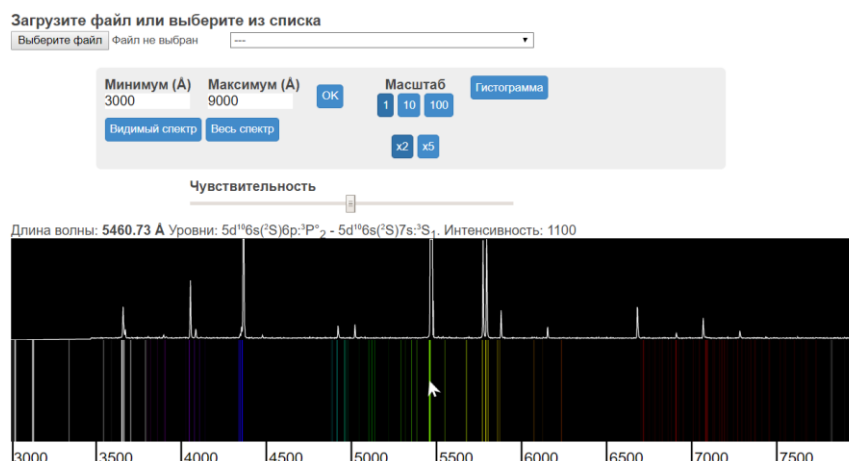 Загрузите файл или выберите из списка
Выберите файл Файл не выбран ---
Минимум (Å) Максимум (Å) Масштаб Гистограмма
3000 9000 OK 1 10 100
Видимый спектр Весь спектр
x2 x5
Чувствительность
Длина волны: 5460.73 Å Уровни: 5d¹⁰6s(²S)6p:³P°₂ - 5d¹⁰6s(²S)7s:³S₁. Интенсивность: 1100
3000 3500 4000 4500 5000 5500 6000 6500 7000 7500